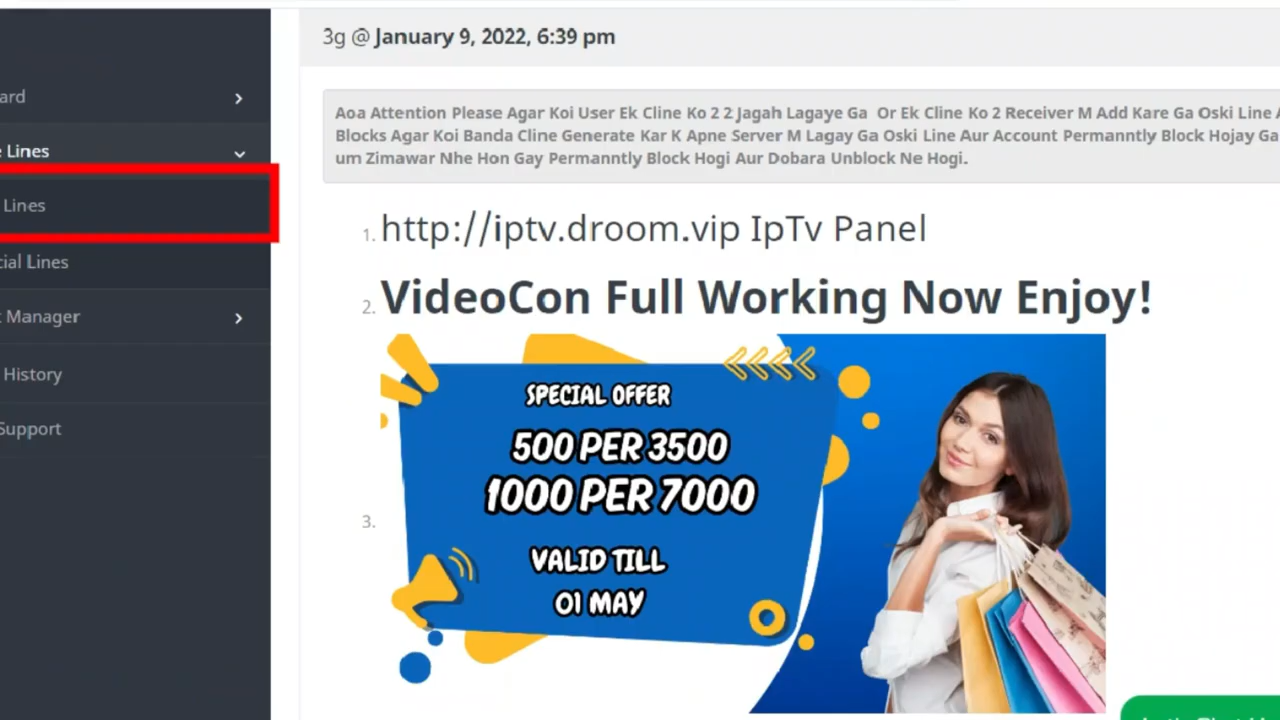 3g @ January 9, 2022, 6:39 pm
ard
Lines
Lines
cial Lines
Manager
History
Support
Aoa Attention Please Agar Koi User Ek Cline Ko 2 2 Jagah Lagaye Ga Or Ek Cline Ko 2 Receiver M Add Kare Ga Oski Line
Blocks Agar Koi Banda Cline Generate Kar K Apne Server M Lagay Ga Oski Line Aur Account Permanntly Block Hojay Ga
um Zimawar Nhe Hon Gay Permanntly Block Hogi Aur Dobara Unblock Ne Hogi.
1. http://iptv.droom.vip IpTv Panel
2. VideoCon Full Working Now Enjoy!
3.
SPECIAL OFFER
500 PER 3500
1000 PER 7000
VALID TILL
01 MAY